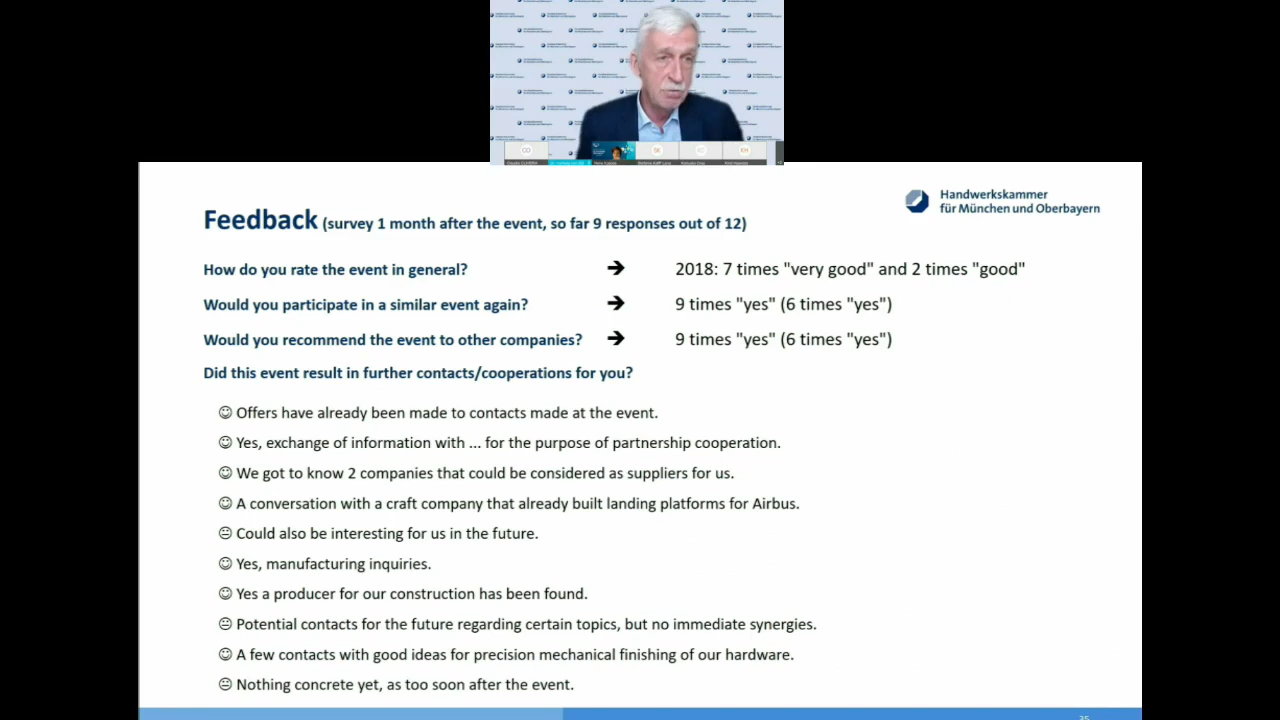 CO
SK
KC
KH
Handwerkskammer
für München und Oberbayern
Feedback (survey 1 month after the event, so far 9 responses out of 12)
How do you rate the event in general? ➔ 2018: 7 times "very good" and 2 times "good"
Would you participate in a similar event again? ➔ 9 times "yes" (6 times "yes")
Would you recommend the event to other companies? ➔ 9 times "yes" (6 times "yes")
Did this event result in further contacts/cooperations for you?
☺ Offers have already been made to contacts made at the event.
☺ Yes, exchange of information with ... for the purpose of partnership cooperation.
☺ We got to know 2 companies that could be considered as suppliers for us.
☺ A conversation with a craft company that already built landing platforms for Airbus.
😐 Could also be interesting for us in the future.
☺ Yes, manufacturing inquiries.
☺ Yes a producer for our construction has been found.
😐 Potential contacts for the future regarding certain topics, but no immediate synergies.
☺ A few contacts with good ideas for precision mechanical finishing of our hardware.
😐 Nothing concrete yet, as too soon after the event.
35